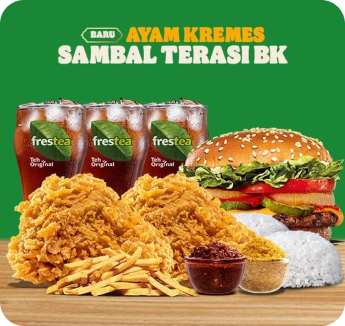 BARU AYAM KREMES
SAMBAL TERASI BK
frestea frestea frestea
Teh Original Teh Original Teh Original